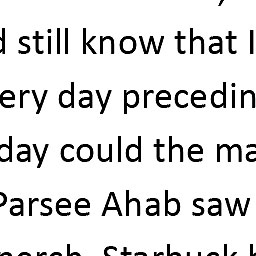 d still know that I
ery day precedin
day could the ma
Parsee Ahab saw
Starbuck